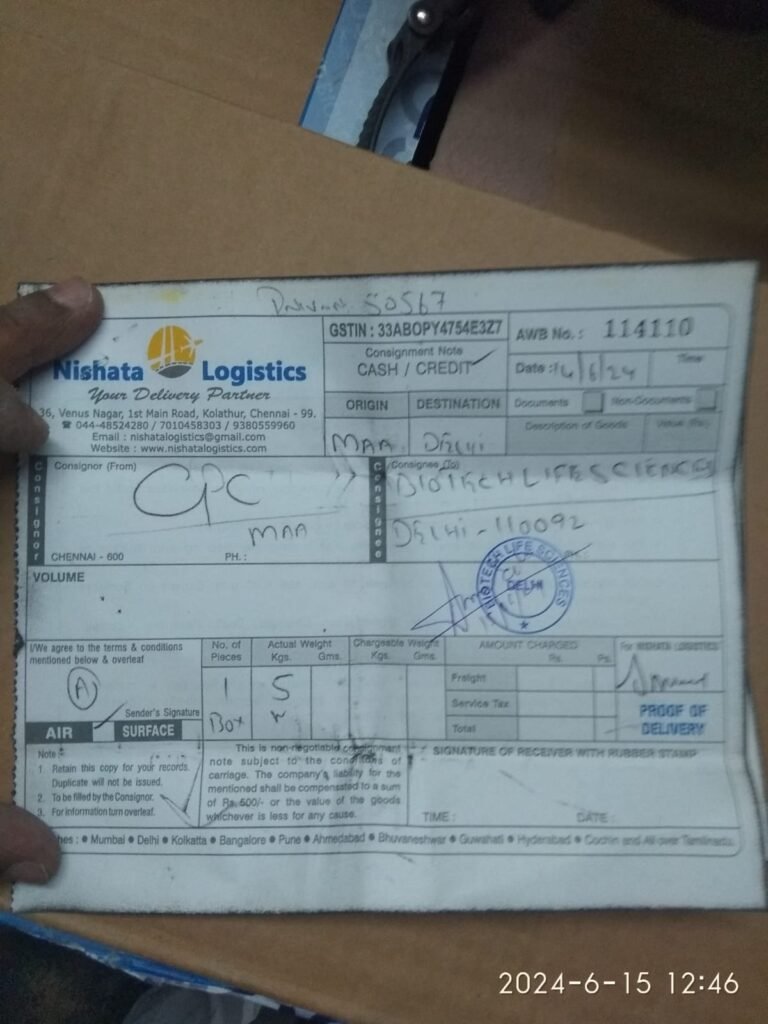 50567
Nishata Logistics
Your Delivery Partner
36, Venus Nagar, 1st Main Road, Kolathur, Chennai - 99.
☎ 044-48524280 / 7010458303 / 9380559960
Email : nishatalogistics@gmail.com
Website : www.nishatalogistics.com
GSTIN : 33ABOPY4754E3Z7
Consignment Note
CASH / CREDIT
AWB No. : 114110
Date : 14/6/24
Time
ORIGIN DESTINATION
MAA DElHi
Documents Non-Documents
Description of Goods Value (Rs)
Consignor
Consignor (From)
CPC
MAA
CHENNAI - 600 PH. :
Consignee
Consignee (To)
BIOTECH LIFE SCIENCES
DElHi - 110092
VOLUME
BIOTECH LIFE SCIENCES
DELHI
I/We agree to the terms & conditions
mentioned below & overleaf
A
Sender's Signature
AIR SURFACE
No. of
Pieces
1
Box
Actual Weight
Kgs. Gms.
5
Chargeable Weight
Kgs. Gms.
AMOUNT CHARGED
Rs. Ps.
Freight
Service Tax
Total
For NISHATA LOGISTICS
PROOF OF
DELIVERY
Note :-
1. Retain this copy for your records.
Duplicate will not be issued.
2. To be filled by the Consignor.
3. For information turn overleaf.
This is non-negotiable consignment
note subject to the conditions of
carriage. The company's liability for the
mentioned shall be compensated to a sum
of Rs. 500/- or the value of the goods
whichever is less for any cause.
SIGNATURE OF RECEIVER WITH RUBBER STAMP
TIME : DATE :
hes : ● Mumbai ● Delhi ● Kolkatta ● Bangalore ● Pune ● Ahmedabad ● Bhuvaneshwar ● Guwahati ● Hyderabad ● Cochin and All over Tamilnadu
2024-6-15 12:46